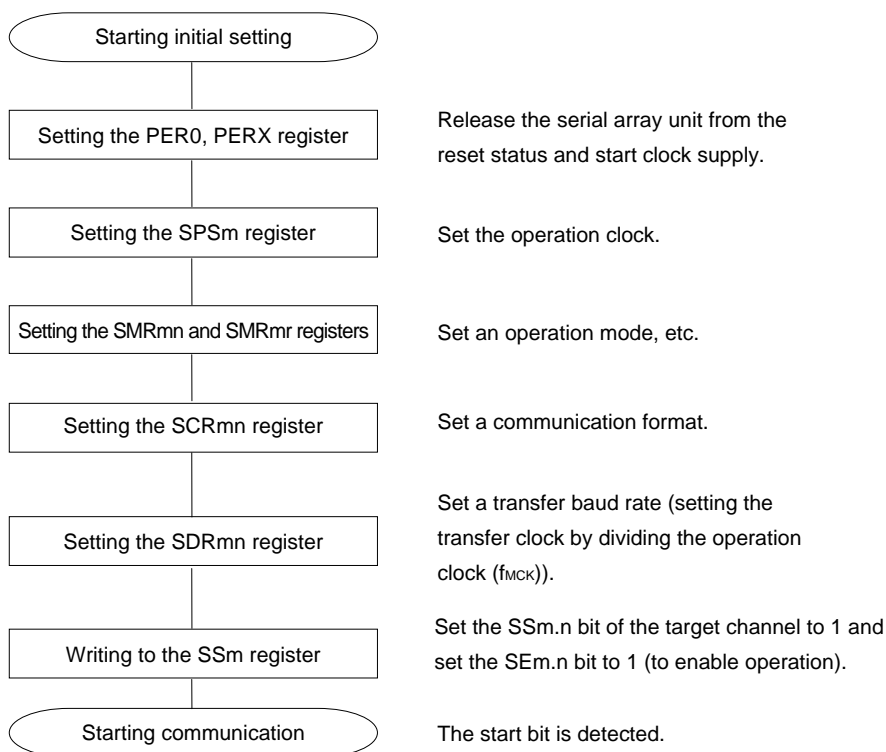 Starting initial setting
Setting the PER0, PERX register
Release the serial array unit from the
reset status and start clock supply.
Setting the SPSm register
Set the operation clock.
Setting the SMRmn and SMRmr registers
Set an operation mode, etc.
Setting the SCRmn register
Set a communication format.
Setting the SDRmn register
Set a transfer baud rate (setting the
transfer clock by dividing the operation
clock (fMCK)).
Writing to the SSm register
Set the SSm.n bit of the target channel to 1 and
set the SEm.n bit to 1 (to enable operation).
Starting communication
The start bit is detected.